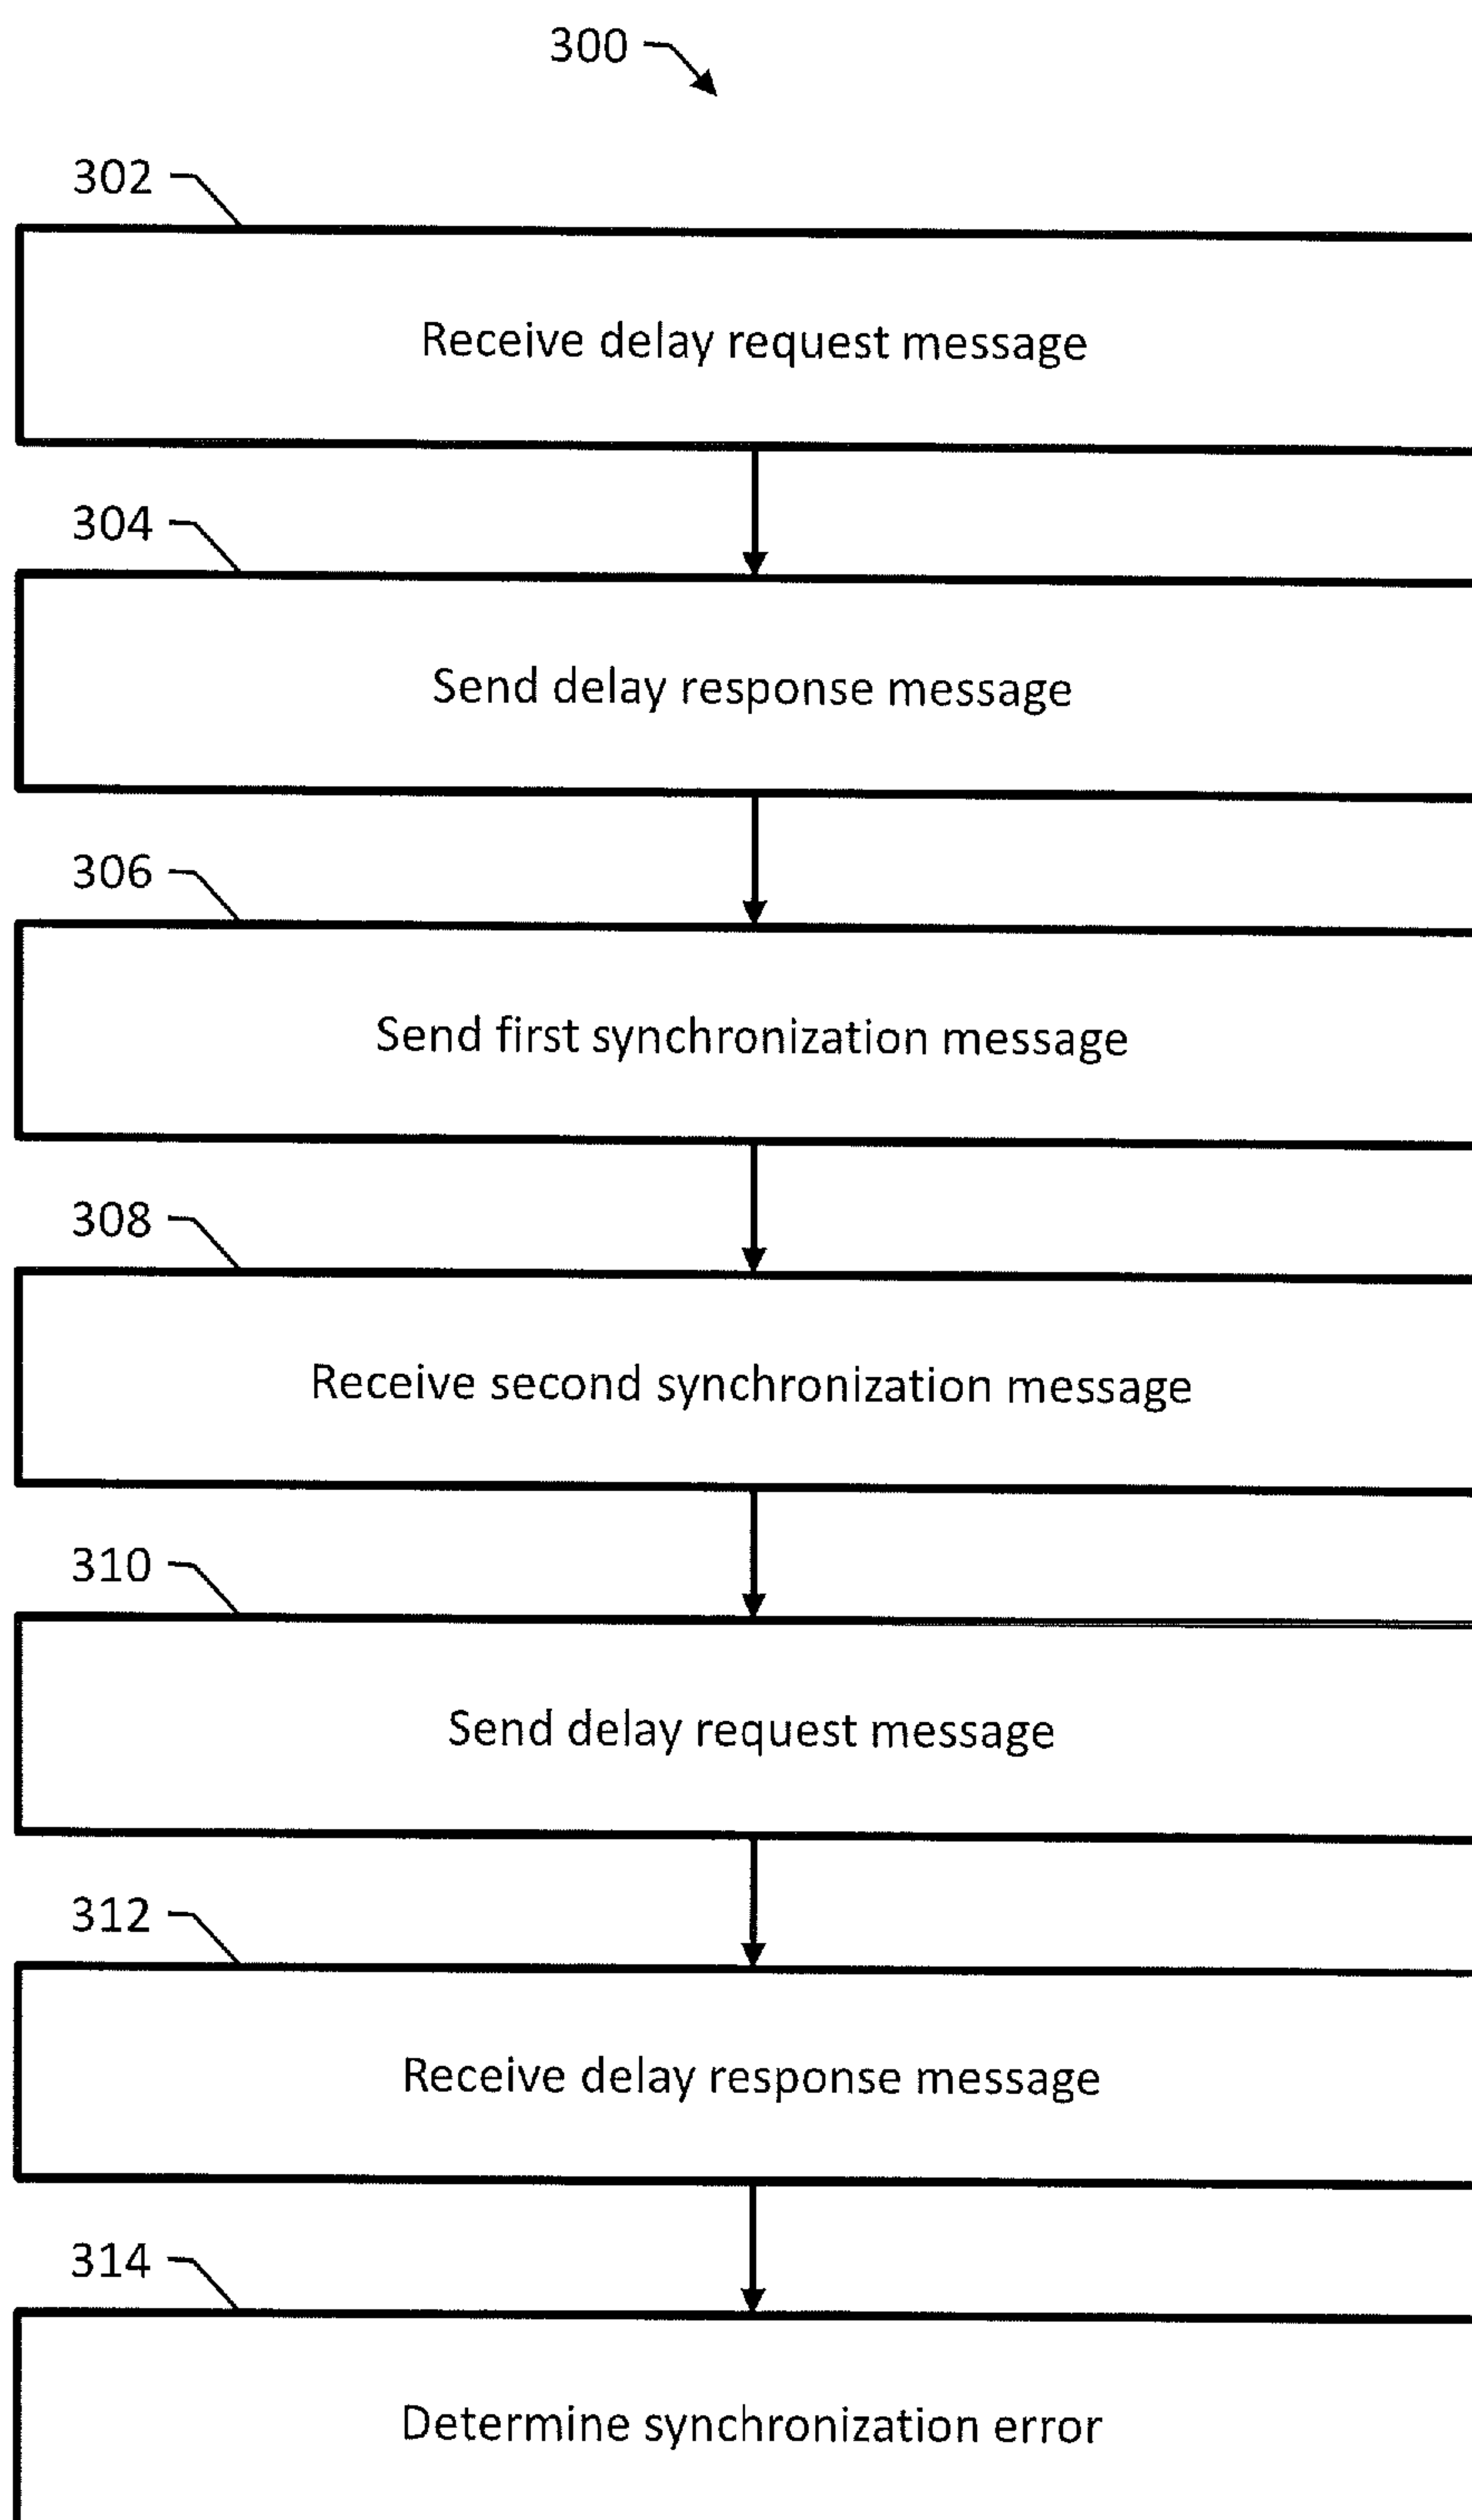 300
302
Receive delay request message
304
Send delay response message
306
Send first synchronization message
308
Receive second synchronization message
310
Send delay request message
312
Receive delay response message
314
Determine synchronization error